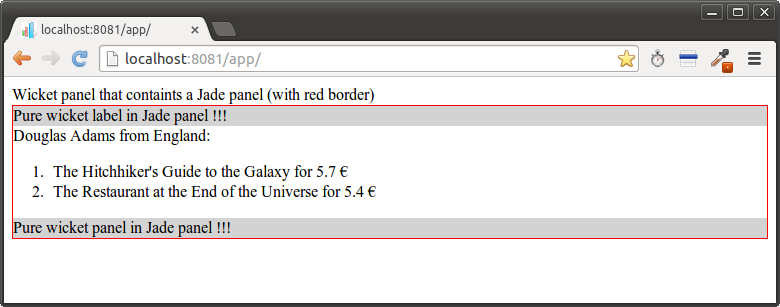 localhost:8081/app/
localhost:8081/app/
Wicket panel that containts a Jade panel (with red border)
Pure wicket label in Jade panel !!!
Douglas Adams from England:
1. The Hitchhiker's Guide to the Galaxy for 5.7 €
2. The Restaurant at the End of the Universe for 5.4 €
Pure wicket panel in Jade panel !!!